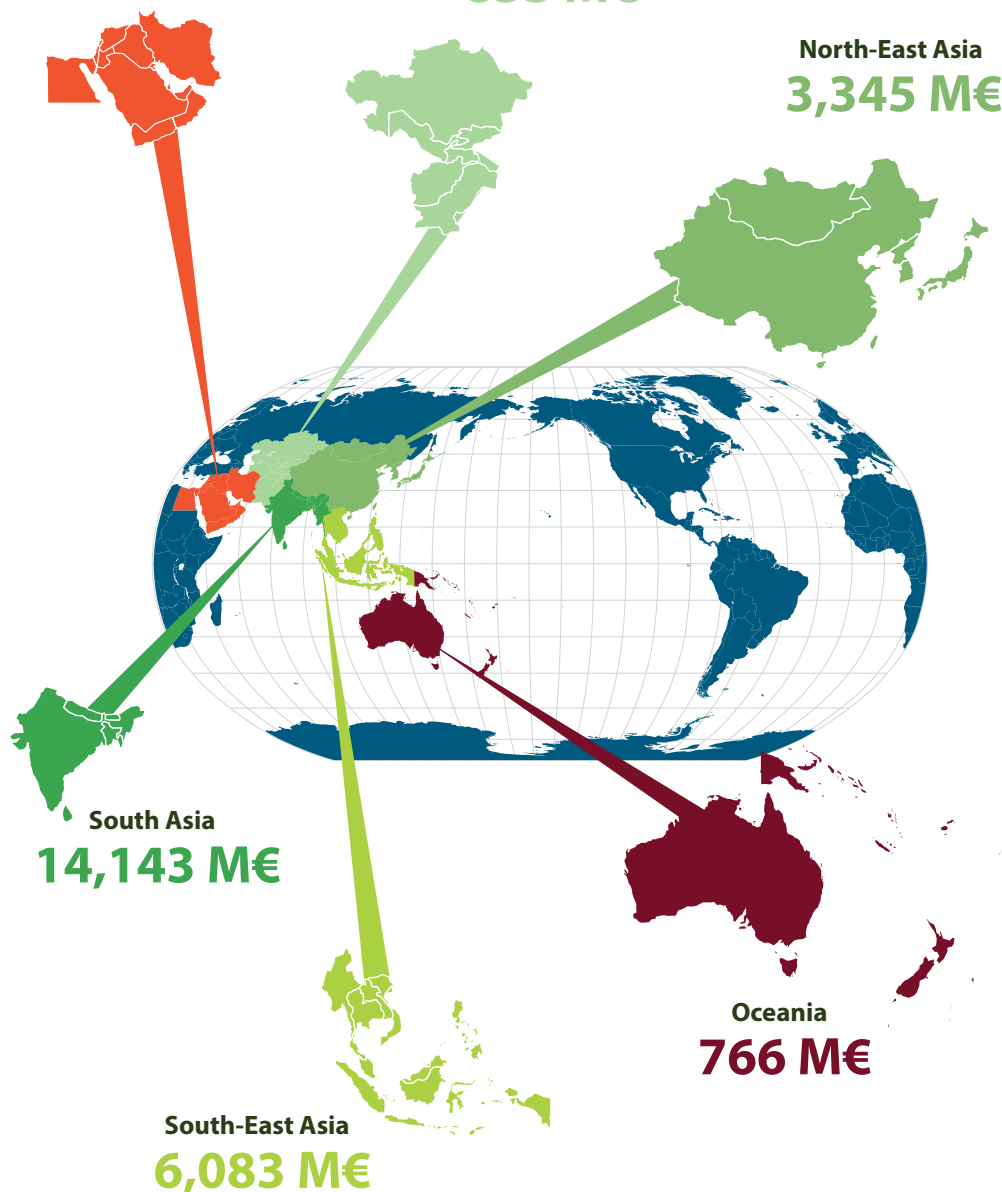 North-East Asia
3,345 M€
South Asia
14,143 M€
Oceania
766 M€
South-East Asia
6,083 M€